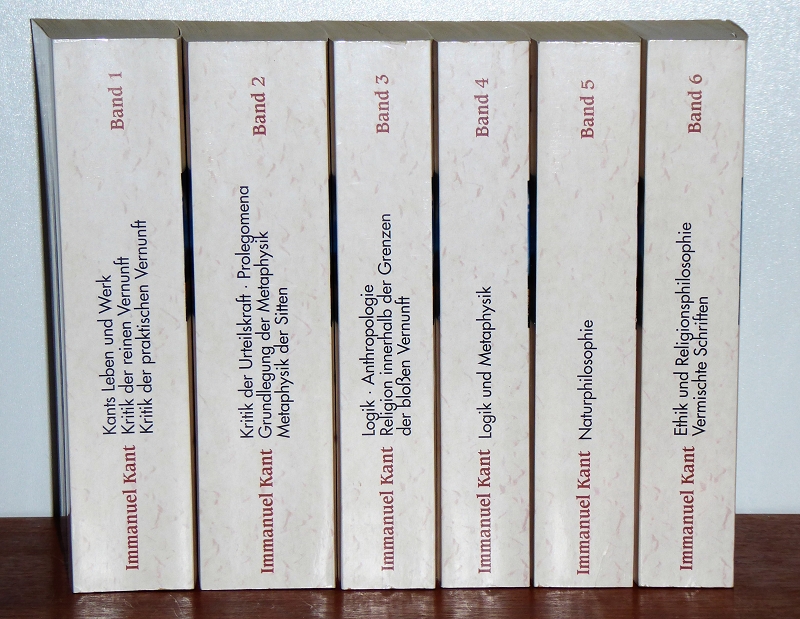 Immanuel Kant
Kants Leben und Werk
Kritik der reinen Vernunft
Kritik der praktischen Vernunft
Band 1
Immanuel Kant
Kritik der Urteilskraft · Prolegomena
Grundlegung der Metaphysik
Metaphysik der Sitten
Band 2
Immanuel Kant
Logik · Anthropologie
Religion innerhalb der Grenzen
der bloßen Vernunft
Band 3
Immanuel Kant
Logik und Metaphysik
Band 4
Immanuel Kant
Naturphilosophie
Band 5
Immanuel Kant
Ethik und Religionsphilosophie
Vermischte Schriften
Band 6